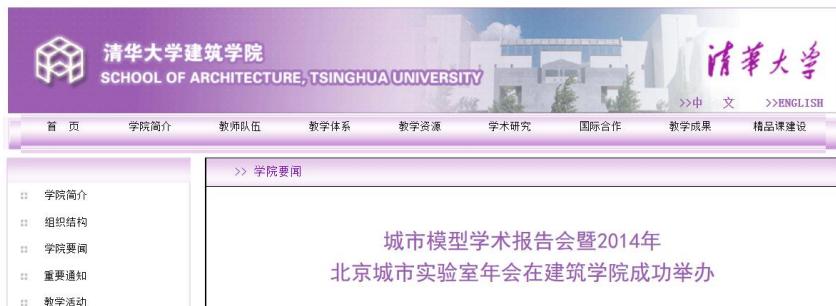 清华大学建筑学院
SCHOOL OF ARCHITECTURE, TSINGHUA UNIVERSITY
清华大学
>>中 文 >>ENGLISH
首 页 学院简介 教师队伍 教学体系 教学资源 学术研究 国际合作 教学成果 精品课建设
>> 学院要闻
学院简介
组织结构
学院要闻
重要通知
教学活动
城市模型学术报告会暨2014年
北京城市实验室年会在建筑学院成功举办